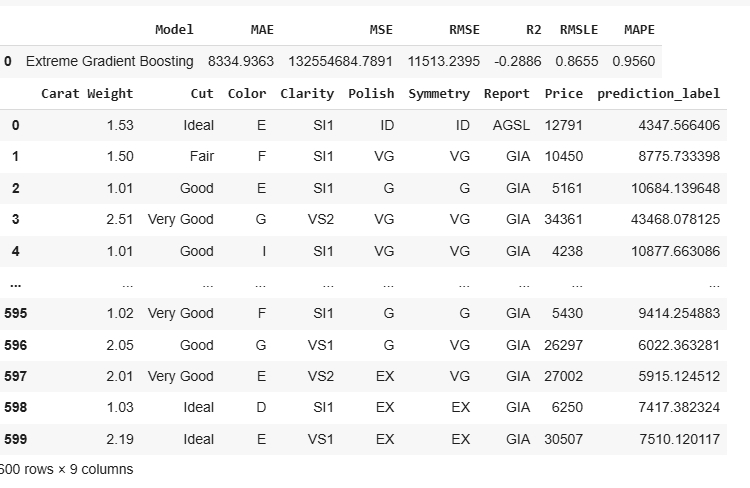 Model MAE MSE RMSE R2 RMSLE MAPE
0 Extreme Gradient Boosting 8334.9363 132554684.7891 11513.2395 -0.2886 0.8655 0.9560
Carat Weight Cut Color Clarity Polish Symmetry Report Price prediction_label
0 1.53 Ideal E SI1 ID ID AGSL 12791 4347.566406
1 1.50 Fair F SI1 VG VG GIA 10450 8775.733398
2 1.01 Good E SI1 G G GIA 5161 10684.139648
3 2.51 Very Good G VS2 VG VG GIA 34361 43468.078125
4 1.01 Good I SI1 VG VG GIA 4238 10877.663086
... ... ... ... ... ... ... ... ... ...
595 1.02 Very Good F SI1 G G GIA 5430 9414.254883
596 2.05 Good G VS1 G VG GIA 26297 6022.363281
597 2.01 Very Good E VS2 EX VG GIA 27002 5915.124512
598 1.03 Ideal D SI1 EX EX GIA 6250 7417.382324
599 2.19 Ideal E VS1 EX EX GIA 30507 7510.120117
600 rows × 9 columns